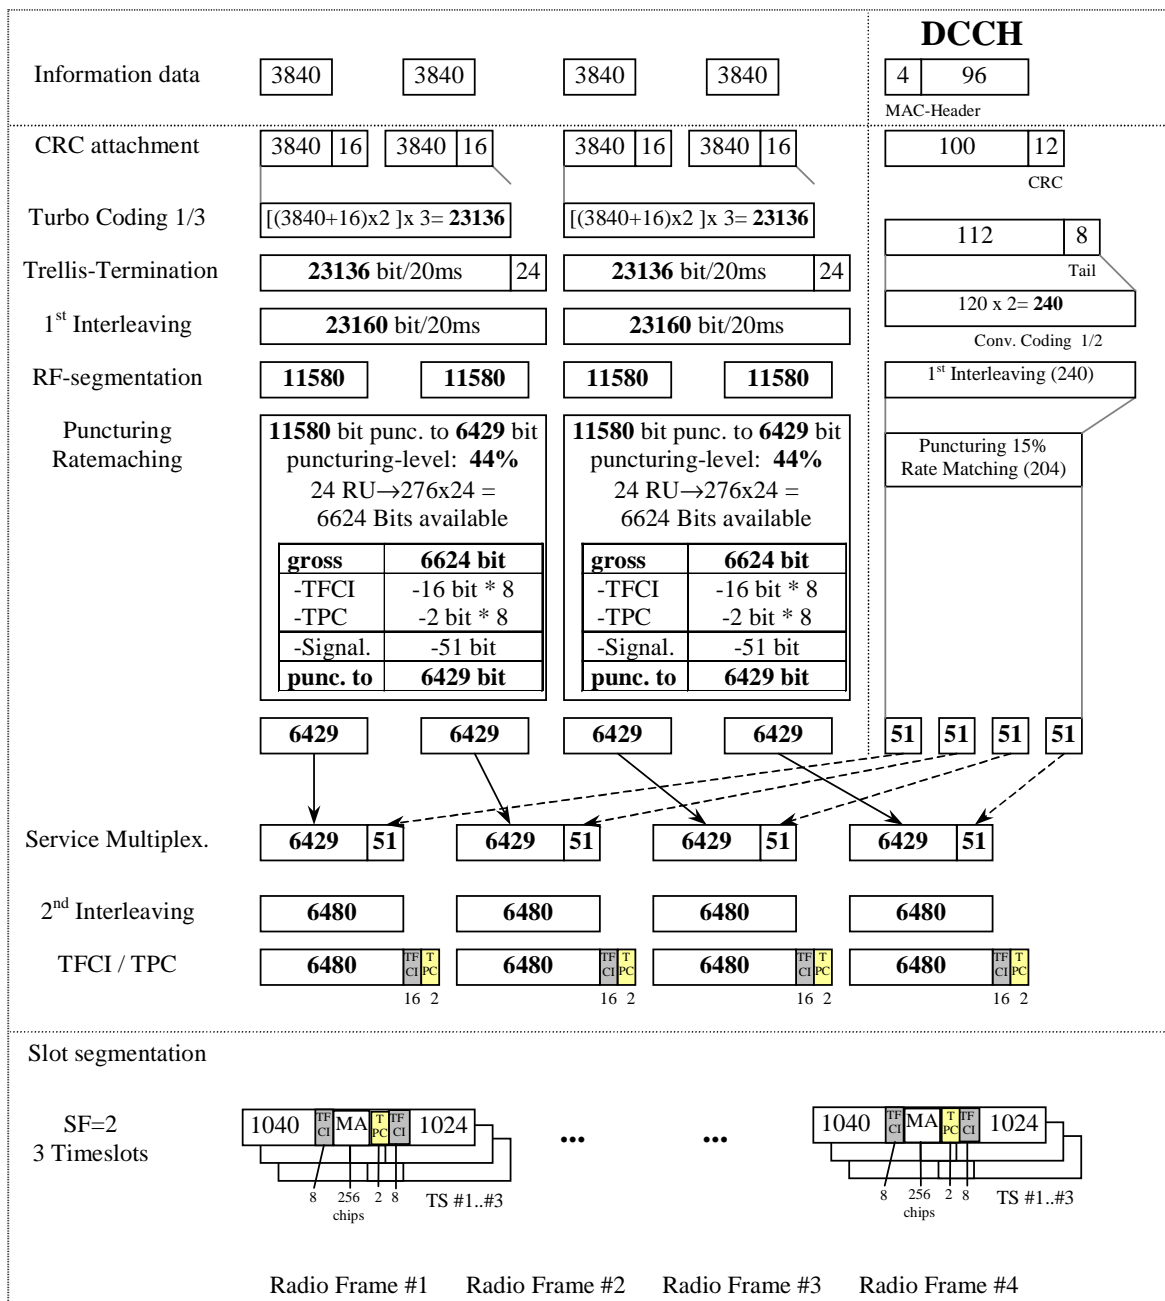 DCCH
Information data 3840 3840 3840 3840 4 96
MAC-Header
CRC attachment 3840 16 3840 16 3840 16 3840 16 100 12
CRC
Turbo Coding 1/3 [(3840+16)x2 ]x 3= 23136 [(3840+16)x2 ]x 3= 23136
112 8
Trellis-Termination 23136 bit/20ms 24 23136 bit/20ms 24
Tail
120 x 2= 240
1st Interleaving 23160 bit/20ms 23160 bit/20ms
Conv. Coding 1/2
RF-segmentation 11580 11580 11580 11580 1st Interleaving (240)
Puncturing 11580 bit punc. to 6429 bit 11580 bit punc. to 6429 bit Puncturing 15%
Ratemaching puncturing-level: 44% puncturing-level: 44% Rate Matching (204)
24 RU→276x24 = 24 RU→276x24 =
6624 Bits available 6624 Bits available
gross 6624 bit gross 6624 bit
-TFCI -16 bit * 8 -TFCI -16 bit * 8
-TPC -2 bit * 8 -TPC -2 bit * 8
-Signal. -51 bit -Signal. -51 bit
punc. to 6429 bit punc. to 6429 bit
6429 6429 6429 6429 51 51 51 51
Service Multiplex. 6429 51 6429 51 6429 51 6429 51
2nd Interleaving 6480 6480 6480 6480
TFCI / TPC 6480 TF CI T PC 6480 TF CI T PC 6480 TF CI T PC 6480 TF CI T PC
16 2 16 2 16 2 16 2
Slot segmentation
SF=2 1040 TF CI MA T PC TF CI 1024 ... ... 1040 TF CI MA T PC TF CI 1024
3 Timeslots
8 256 2 8 TS #1..#3 8 256 2 8 TS #1..#3
chips chips
Radio Frame #1 Radio Frame #2 Radio Frame #3 Radio Frame #4